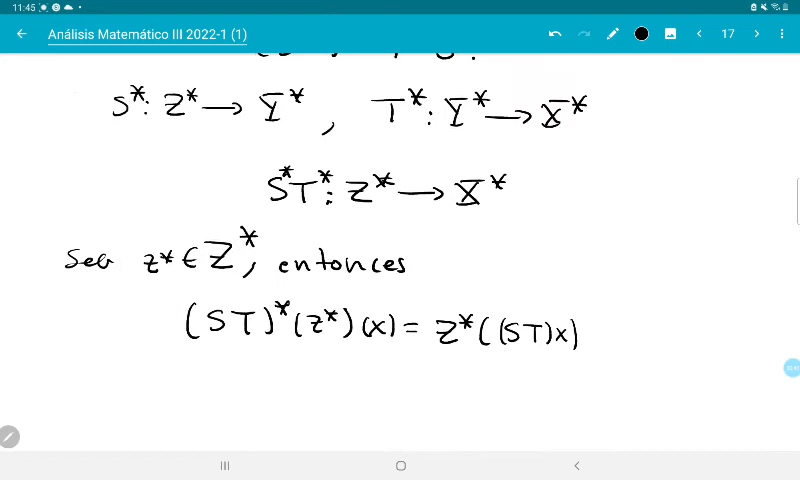 11:45
Análisis Matemático III 2022-1 (1)
17
S*: Z* → Y*, T*: Y* → X*
S*T*: Z* → X*
Sea z* ∈ Z*, entonces
(ST)*(z*)(x) = Z*((ST)x)